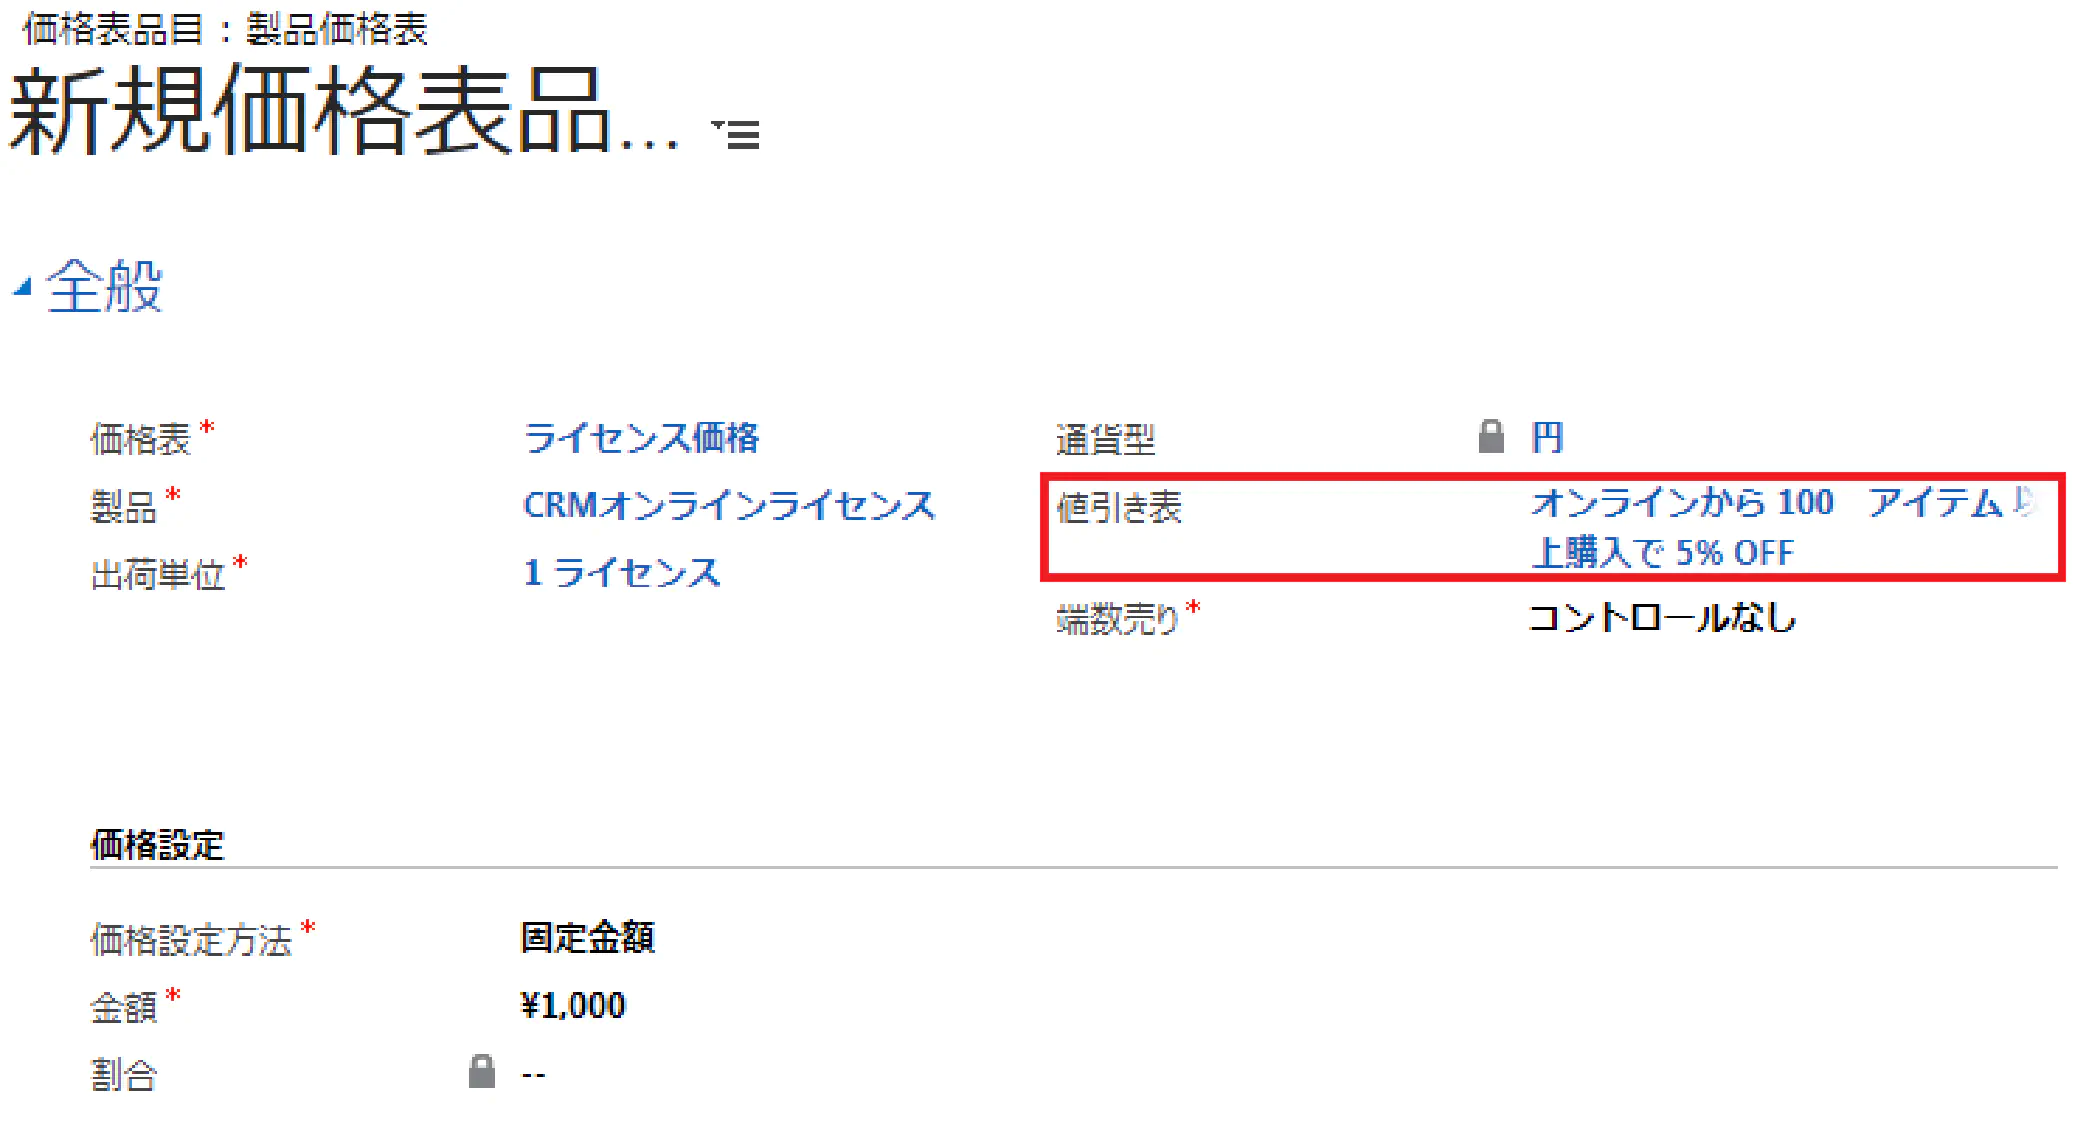 価格表品目 : 製品価格表
新規価格表品...
全般
価格表* ライセンス価格
製品* CRMオンラインライセンス
出荷単位* 1 ライセンス
通貨型 円
値引き表 オンラインから 100 アイテム 以
上購入で 5% OFF
端数売り* コントロールなし
価格設定
価格設定方法* 固定金額
金額* ¥1,000
割合 --